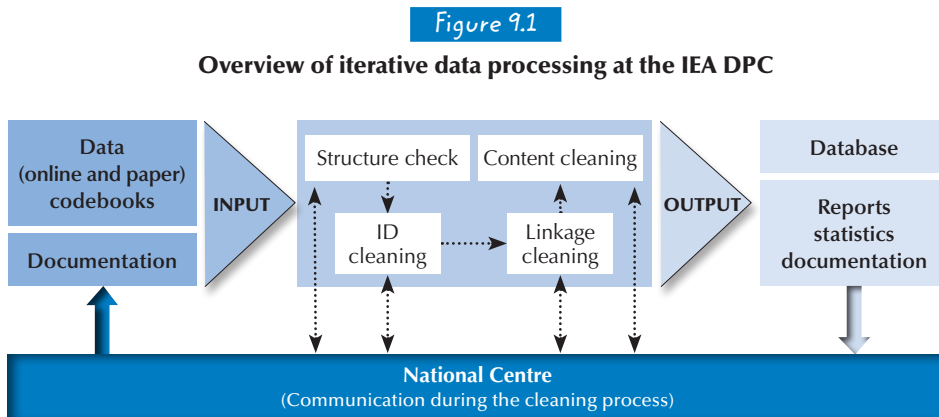 Figure 9.1
Overview of iterative data processing at the IEA DPC
Data
(online and paper)
codebooks
Documentation
INPUT
Structure check
Content cleaning
ID
cleaning
Linkage
cleaning
OUTPUT
Database
Reports
statistics
documentation
National Centre
(Communication during the cleaning process)